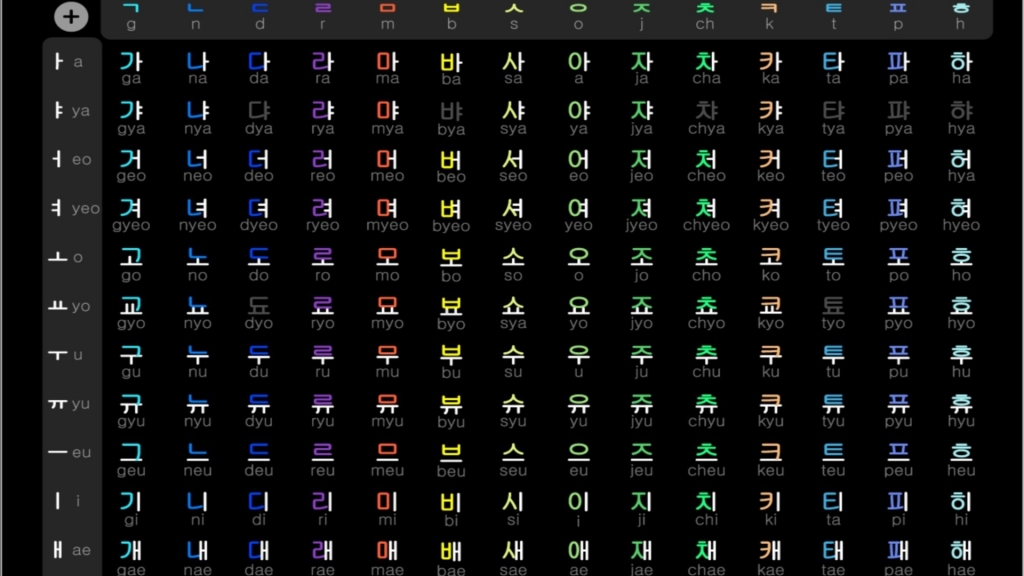 + ㄱ ㄴ ㄷ ㄹ ㅁ ㅂ ㅅ ㅇ ㅈ ㅊ ㅋ ㅌ ㅍ ㅎ
g n d r m b s o j ch k t p h
ㅏ a 가 나 다 라 마 바 사 아 자 차 카 타 파 하
ga na da ra ma ba sa a ja cha ka ta pa ha
ㅑ ya 갸 냐 댜 랴 먀 뱌 샤 야 쟈 챠 캬 탸 퍄 햐
gya nya dya rya mya bya sya ya jya chya kya tya pya hya
ㅓ eo 거 너 더 러 머 버 서 어 저 처 커 터 퍼 허
geo neo deo reo meo beo seo eo jeo cheo keo teo peo hya
ㅕ yeo 겨 녀 뎌 려 며 벼 셔 여 져 쳐 켜 텨 펴 혀
gyeo nyeo dyeo ryeo myeo byeo syeo yeo jyeo chyeo kyeo tyeo pyeo hyeo
ㅗ o 고 노 도 로 모 보 소 오 조 초 코 토 포 호
go no do ro mo bo so o jo cho ko to po ho
ㅛ yo 교 뇨 됴 료 묘 뵤 쇼 요 죠 쵸 쿄 툐 표 효
gyo nyo dyo ryo myo byo sya yo jyo chyo kyo tyo pyo hyo
ㅜ u 구 누 두 루 무 부 수 우 주 추 쿠 투 푸 후
gu nu du ru mu bu su u ju chu ku tu pu hu
ㅠ yu 규 뉴 듀 류 뮤 뷰 슈 유 쥬 츄 큐 튜 퓨 휴
gyu nyu dyu ryu myu byu syu yu jyu chyu kyu tyu pyu hyu
ㅡ eu 그 느 드 르 므 브 스 으 즈 츠 크 트 프 흐
geu neu deu reu meu beu seu eu jeu cheu keu teu peu heu
ㅣ i 기 니 디 리 미 비 시 이 지 치 키 티 피 히
gi ni di ri mi bi si i ji chi ki ta pi hi
ㅐ ae 개 내 대 래 매 배 새 애 재 채 캐 태 패 해
gae nae dae rae mae bae sae ae jae chae kae tae pae hae